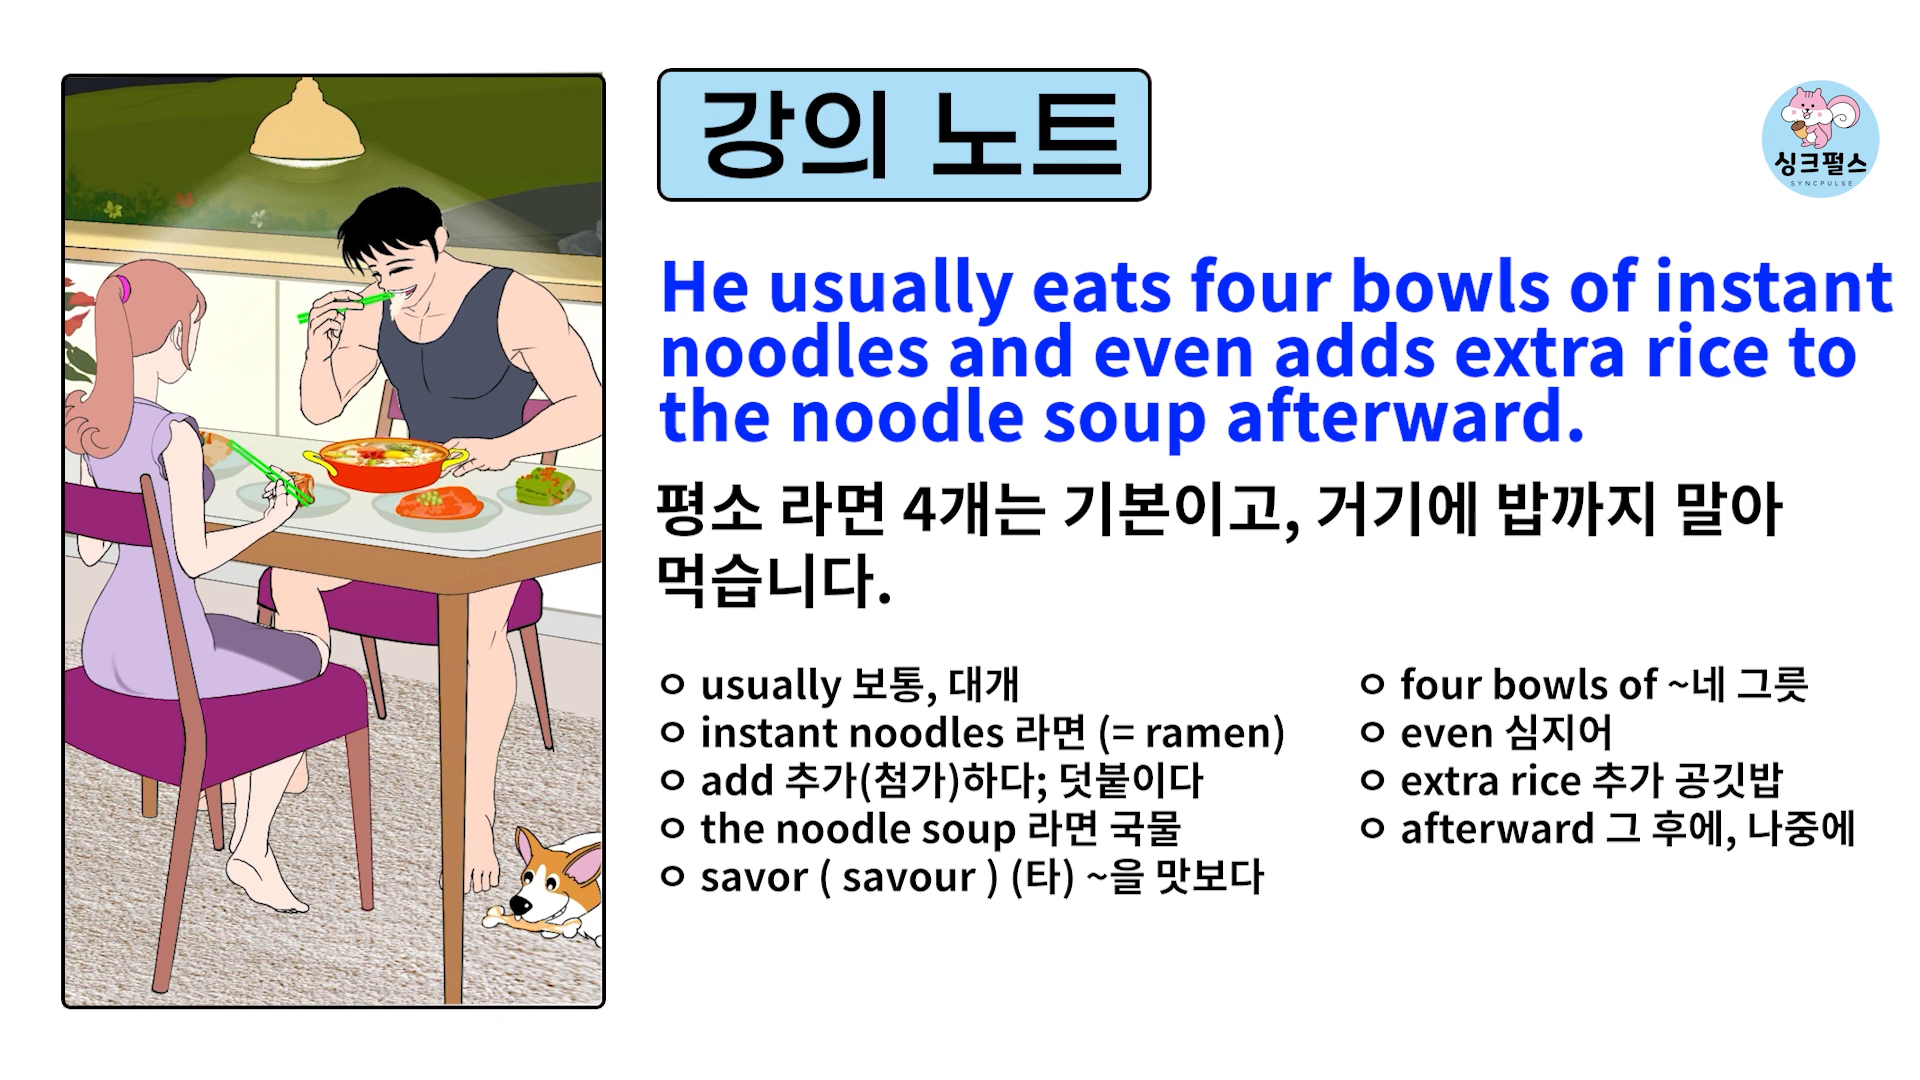 강의 노트
싱크펄스
SYNCPULSE
He usually eats four bowls of instant
noodles and even adds extra rice to
the noodle soup afterward.
평소 라면 4개는 기본이고, 거기에 밥까지 말아
먹습니다.
ㅇ usually 보통, 대개
ㅇ instant noodles 라면 (= ramen)
ㅇ add 추가(첨가)하다; 덧붙이다
ㅇ the noodle soup 라면 국물
ㅇ savor ( savour ) (타) ~을 맛보다
ㅇ four bowls of ~네 그릇
ㅇ even 심지어
ㅇ extra rice 추가 공깃밥
ㅇ afterward 그 후에, 나중에